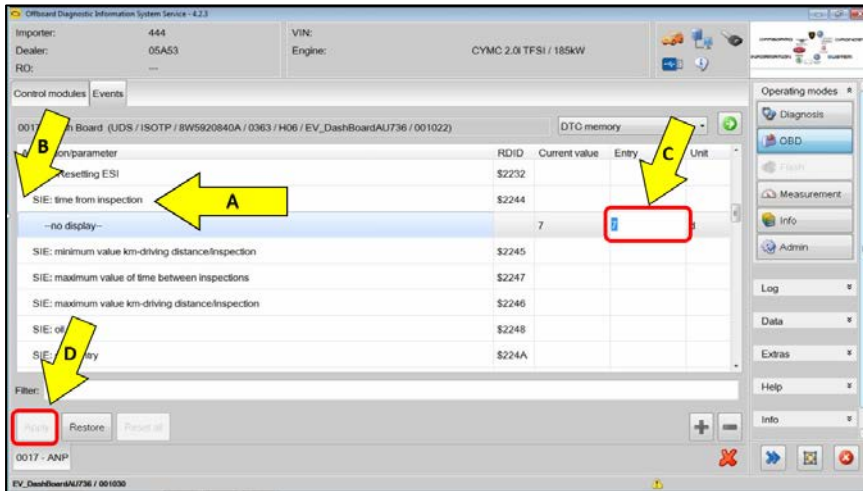 Offboard Diagnostic Information System Service - 4.2.3
Importer: 444 VIN:
Dealer: 05A53 Engine: CYMC 2.0l TFSI / 185kW
RO: ---
Control modules Events
Operating modes
Diagnosis
OBD
Flash
Measurement
Info
Admin
Log
Data
Extras
Help
Info
Board (UDS / ISOTP / 8W5920840A / 0363 / H06 / EV_DashBoardAU736 / 001022) DTC memory
B
C
/parameter RDID Current value Entry Unit
Resetting ESI $2232
SIE: time from inspection $2244
A
--no display-- 7 7
SIE: minimum value km-driving distance/inspection $2245
SIE: maximum value of time between inspections $2247
SIE: maximum value km-driving distance/inspection $2246
SIE: oil $2248
SIE: $224A
D
Filter:
Apply Restore Reset all
0017 - ANP
EV_DashBoardAU736 / 001030